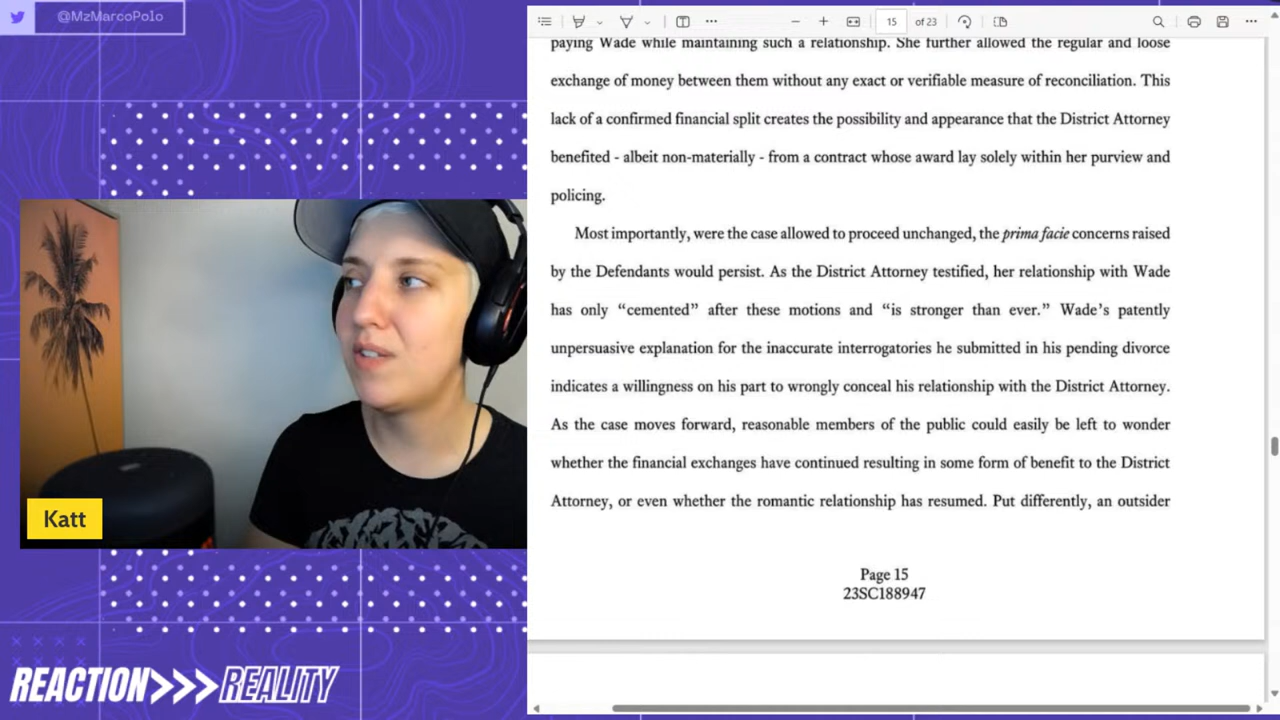 @MzMarcoPolo
15 of 23
paying Wade while maintaining such a relationship. She further allowed the regular and loose
exchange of money between them without any exact or verifiable measure of reconciliation. This
lack of a confirmed financial split creates the possibility and appearance that the District Attorney
benefited - albeit non-materially - from a contract whose award lay solely within her purview and
policing.
Most importantly, were the case allowed to proceed unchanged, the prima facie concerns raised
by the Defendants would persist. As the District Attorney testified, her relationship with Wade
has only “cemented” after these motions and “is stronger than ever.” Wade’s patently
unpersuasive explanation for the inaccurate interrogatories he submitted in his pending divorce
indicates a willingness on his part to wrongly conceal his relationship with the District Attorney.
As the case moves forward, reasonable members of the public could easily be left to wonder
whether the financial exchanges have continued resulting in some form of benefit to the District
Attorney, or even whether the romantic relationship has resumed. Put differently, an outsider
Page 15
23SC188947
Katt
REACTION>>>REALITY